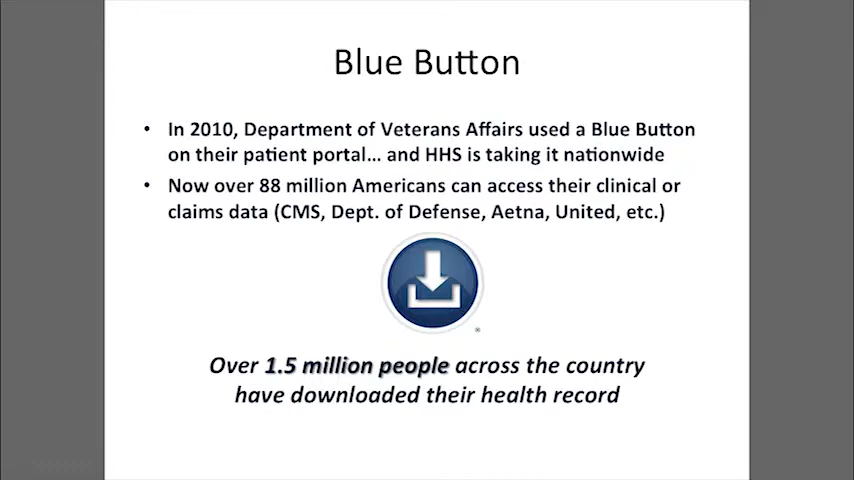 Blue Button
• In 2010, Department of Veterans Affairs used a Blue Button
on their patient portal… and HHS is taking it nationwide
• Now over 88 million Americans can access their clinical or
claims data (CMS, Dept. of Defense, Aetna, United, etc.)
®
Over 1.5 million people across the country
have downloaded their health record